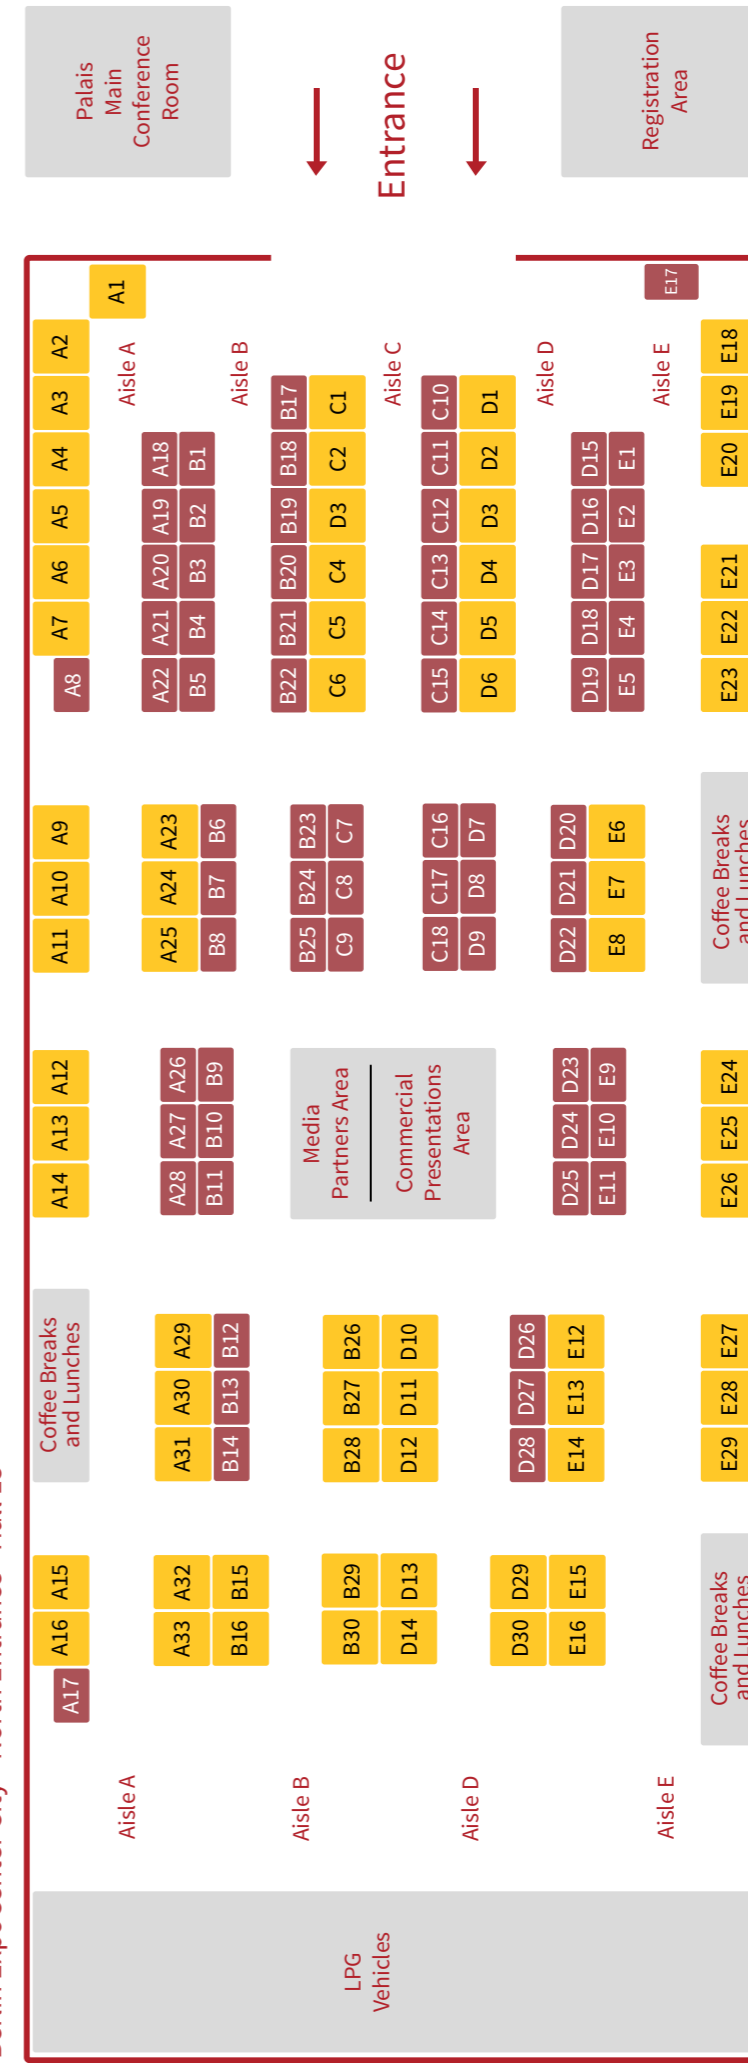 Palais
Main
Conference
Room
Entrance
Registration
Area
A1
E17
A2
Aisle A
Aisle B
Aisle C
Aisle D
Aisle E
E18
A3
B17
C1
C10
D1
E19
A4
A18
B1
B18
C2
C11
D2
D15
E1
E20
A5
A19
B2
B19
D3
C12
D3
D16
E2
A6
A20
B3
B20
C4
C13
D4
D17
E3
E21
A7
A21
B4
B21
C5
C14
D5
D18
E4
E22
A8
A22
B5
B22
C6
C15
D6
D19
E5
E23
A9
A23
B6
B23
C7
C16
D7
D20
E6
A10
A24
B7
B24
C8
C17
D8
D21
E7
A11
A25
B8
B25
C9
C18
D9
D22
E8
Coffee Breaks
and Lunches
A12
A26
B9
D23
E9
E24
A13
A27
B10
D24
E10
E25
A14
A28
B11
D25
E11
E26
Media
Partners Area
Commercial
Presentations
Area
Coffee Breaks
and Lunches
A29
B12
B26
D10
D26
E12
E27
A30
B13
B27
D11
D27
E13
E28
A31
B14
B28
D12
D28
E14
E29
A15
A32
B15
B29
D13
D29
E15
A16
A33
B16
B30
D14
D30
E16
A17
Coffee Breaks
and Lunches
Aisle A
Aisle B
Aisle D
Aisle E
LPG
Vehicles